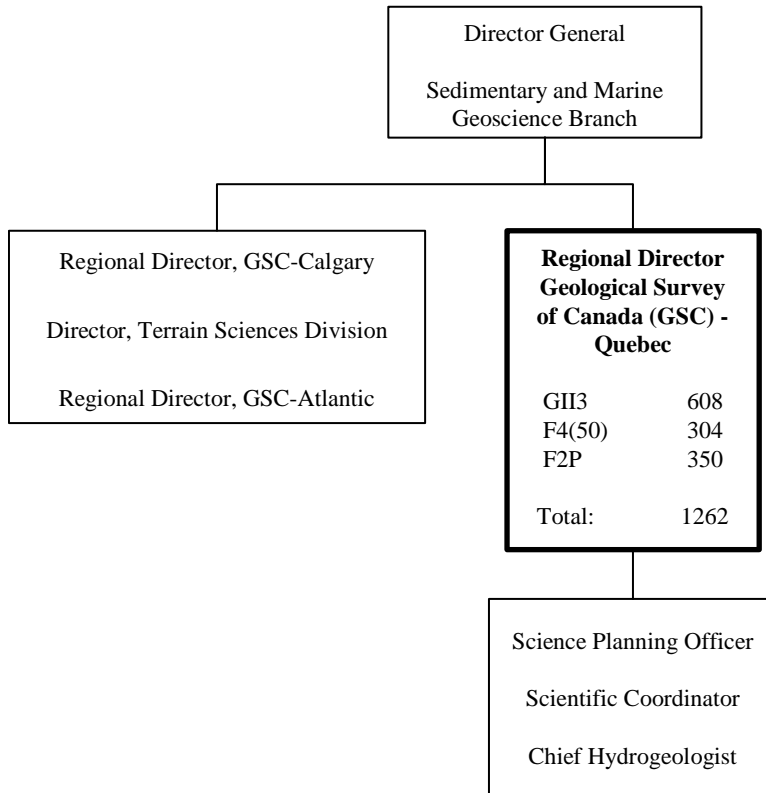 Director General
Sedimentary and Marine
Geoscience Branch
Regional Director, GSC-Calgary
Director, Terrain Sciences Division
Regional Director, GSC-Atlantic
Regional Director
Geological Survey
of Canada (GSC) -
Quebec
GII3 608
F4(50) 304
F2P 350
Total: 1262
Science Planning Officer
Scientific Coordinator
Chief Hydrogeologist